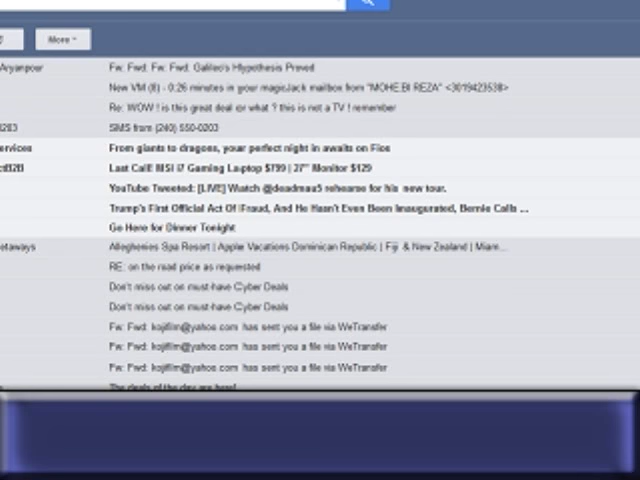 More
Aryanpour Fw: Fwd: Fw: Fwd: Galileo's Hypothesis Proved
New VM (8) - 0:26 minutes in your magicJack mailbox from "MOHE:BI REZA" <3019423538>
Re: WOW ! is this great deal or what ? this is not a TV ! remember
0203 SMS from (240) 550-0203
ervices From giants to dragons, your perfect night in awaits on Fios
Last Call! MSI i7 Gaming Laptop $799 | 27" Monitor $129
YouTube Tweeted: [LIVE] Watch @deadmau5 rehearse for his new tour.
Trump's First Official Act Of Fraud, And He Hasn't Even Been Inaugurated, Bernie Calls ...
Go Here for Dinner Tonight
etaways Alleghenies Spa Resort | Apple Vacations Dominican Republic | Fiji & New Zealand | Miam...
RE: on the road price as requested
Don't miss out on must-have Cyber Deals
Don't miss out on must-have Cyber Deals
Fw: Fwd: kojifilm@yahoo.com has sent you a file via WeTransfer
Fw: Fwd: kojifilm@yahoo.com has sent you a file via WeTransfer
Fw: Fwd: kojifilm@yahoo.com has sent you a file via WeTransfer
The deals of the day are here!